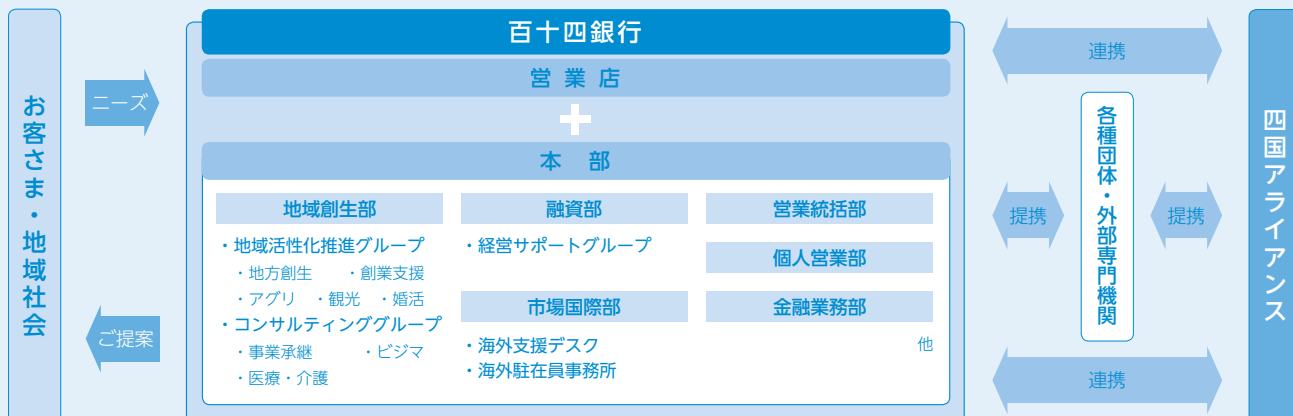 お客さま・地域社会
ニーズ
ご提案
百十四銀行
営業店
本部
地域創生部
・地域活性化推進グループ
・地方創生 ・創業支援
・アグリ ・観光 ・婚活
・コンサルティンググループ
・事業承継 ・ビジマ
・医療・介護
融資部
・経営サポートグループ
市場国際部
・海外支援デスク
・海外駐在員事務所
営業統括部
個人営業部
金融業務部
他
連携
提携
各種団体・外部専門機関
提携
連携
四国アライアンス